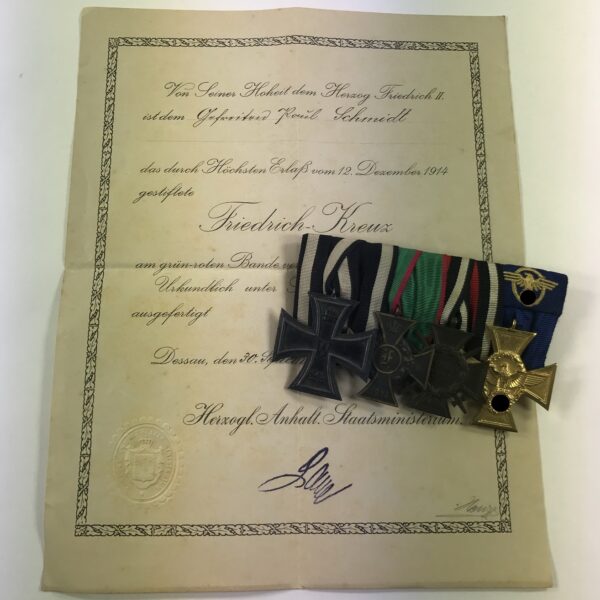 Von Seiner Hoheit dem Herzog Friedrich II.
ist dem Gefreiten Paul Schmidt
das durch Höchsten Erlaß vom 12. Dezember 1914
gestiftete
Friedrich-Kreuz
am grün-roten Bande
Urkundlich unter
ausgefertigt
Dessau, den 30.
Herzogl. Anhalt. Staatsministerium.